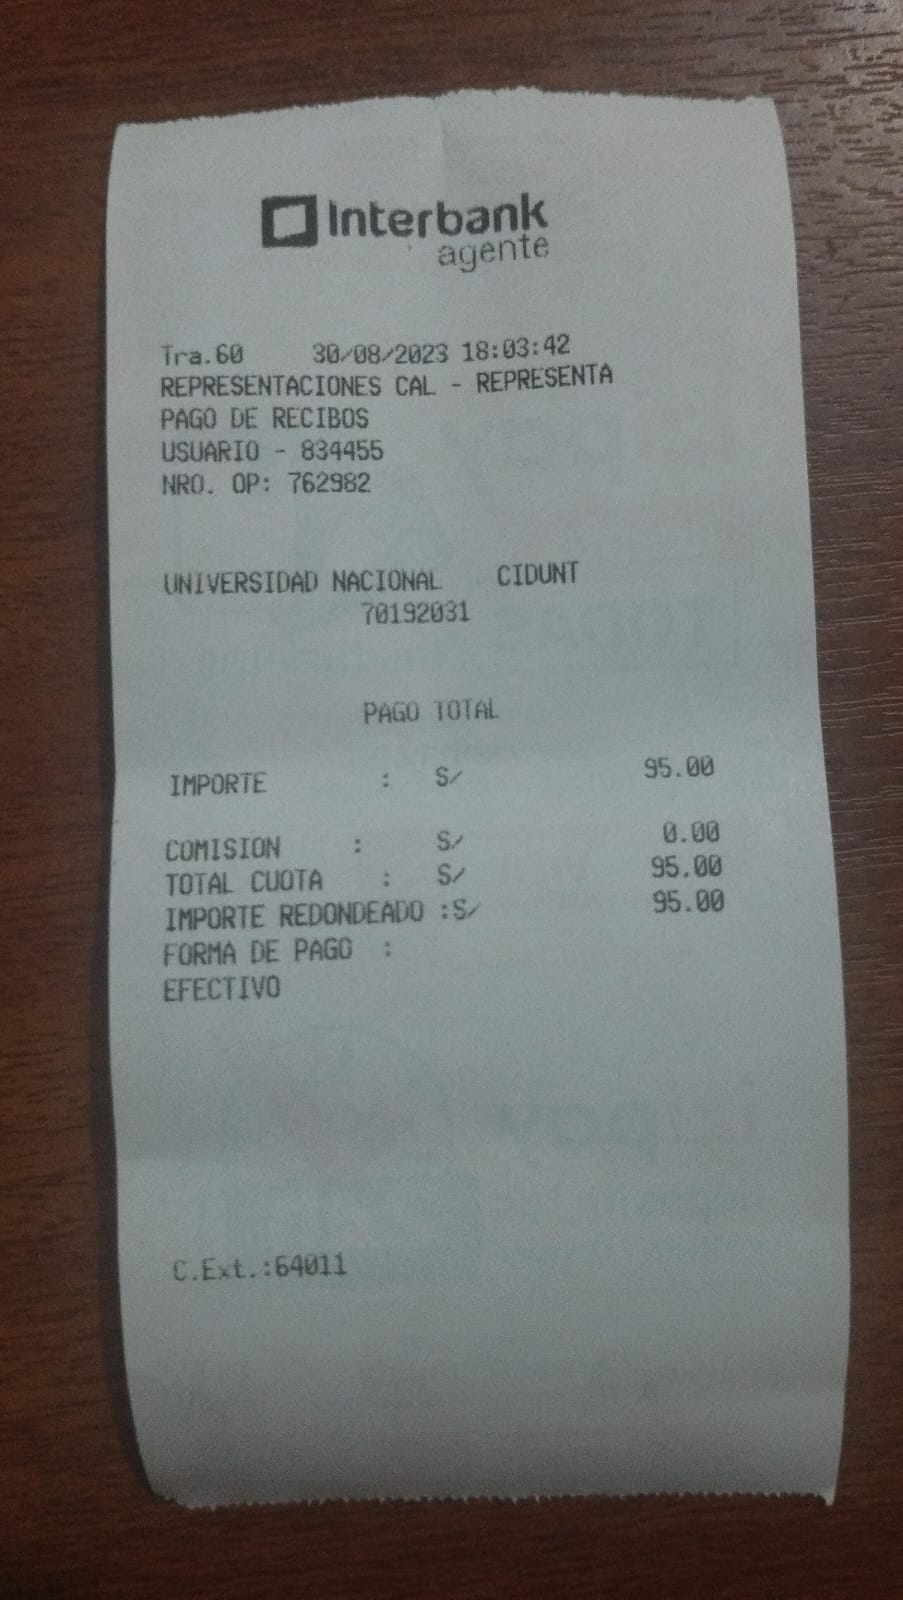 Interbank
agente
Tra.60 30/08/2023 18:03:42
REPRESENTACIONES CAL - REPRESENTA
PAGO DE RECIBOS
USUARIO - 834455
NRO. OP: 762982
UNIVERSIDAD NACIONAL CIDUNT
70192031
PAGO TOTAL
IMPORTE : S/ 95.00
COMISION : S/ 0.00
TOTAL CUOTA : S/ 95.00
IMPORTE REDONDEADO :S/ 95.00
FORMA DE PAGO :
EFECTIVO
C.Ext.:64011